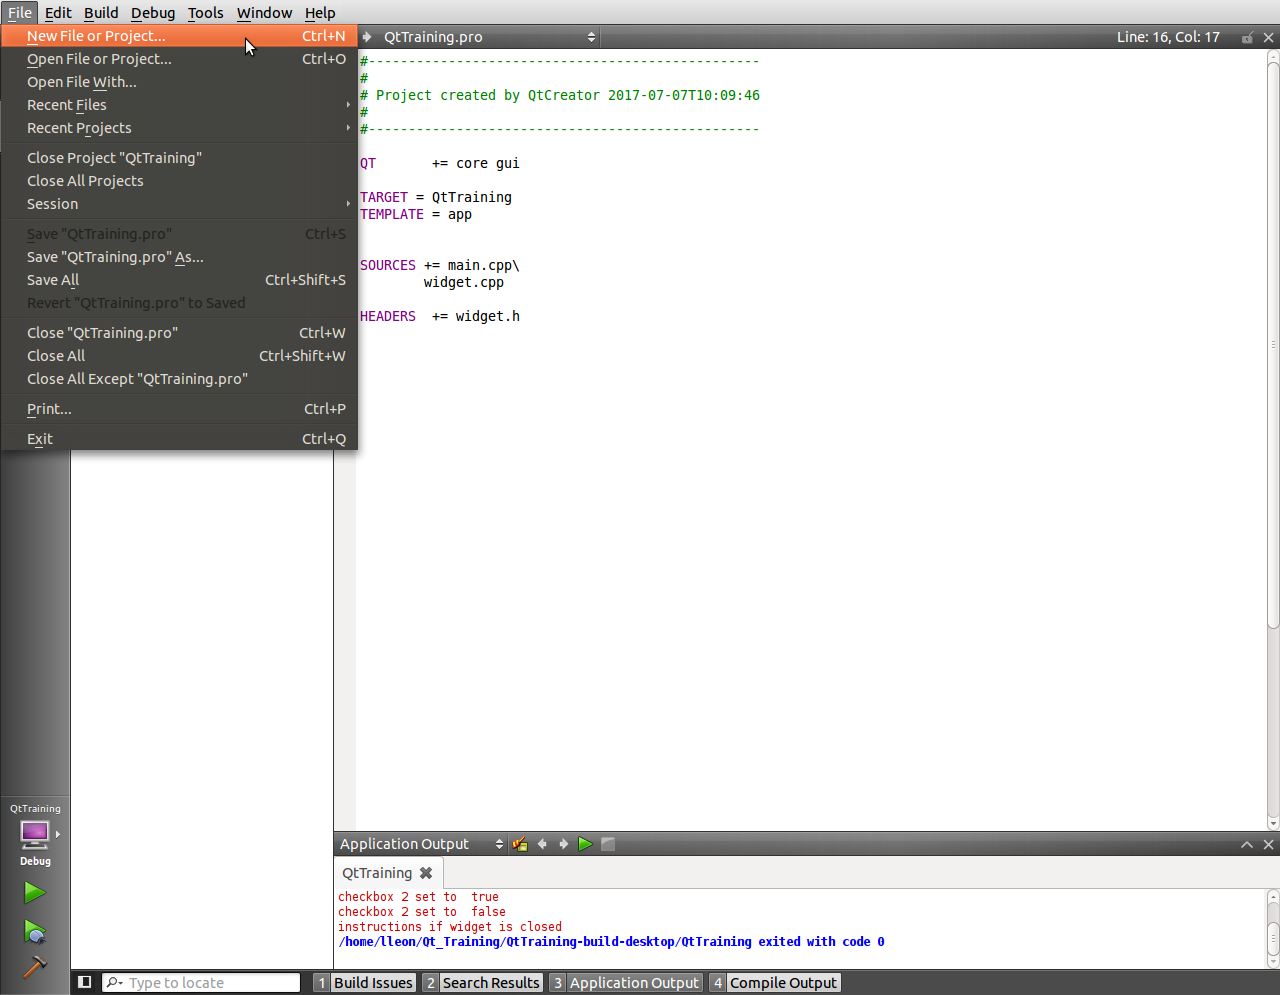 File Edit Build Debug Tools Window Help
New File or Project... Ctrl+N
Open File or Project... Ctrl+O
Open File With...
Recent Files
Recent Projects
Close Project "QtTraining"
Close All Projects
Session
Save "QtTraining.pro" Ctrl+S
Save "QtTraining.pro" As...
Save All Ctrl+Shift+S
Revert "QtTraining.pro" to Saved
Close "QtTraining.pro" Ctrl+W
Close All Ctrl+Shift+W
Close All Except "QtTraining.pro"
Print... Ctrl+P
Exit Ctrl+Q
QtTraining.pro Line: 16, Col: 17
#-------------------------------------------------
#
# Project created by QtCreator 2017-07-07T10:09:46
#
#-------------------------------------------------
QT       += core gui
TARGET = QtTraining
TEMPLATE = app
SOURCES += main.cpp\
        widget.cpp
HEADERS  += widget.h
QtTraining
Debug
Application Output
QtTraining
checkbox 2 set to  true
checkbox 2 set to  false
instructions if widget is closed
/home/lleon/Qt_Training/QtTraining-build-desktop/QtTraining exited with code 0
Type to locate 1 Build Issues 2 Search Results 3 Application Output 4 Compile Output